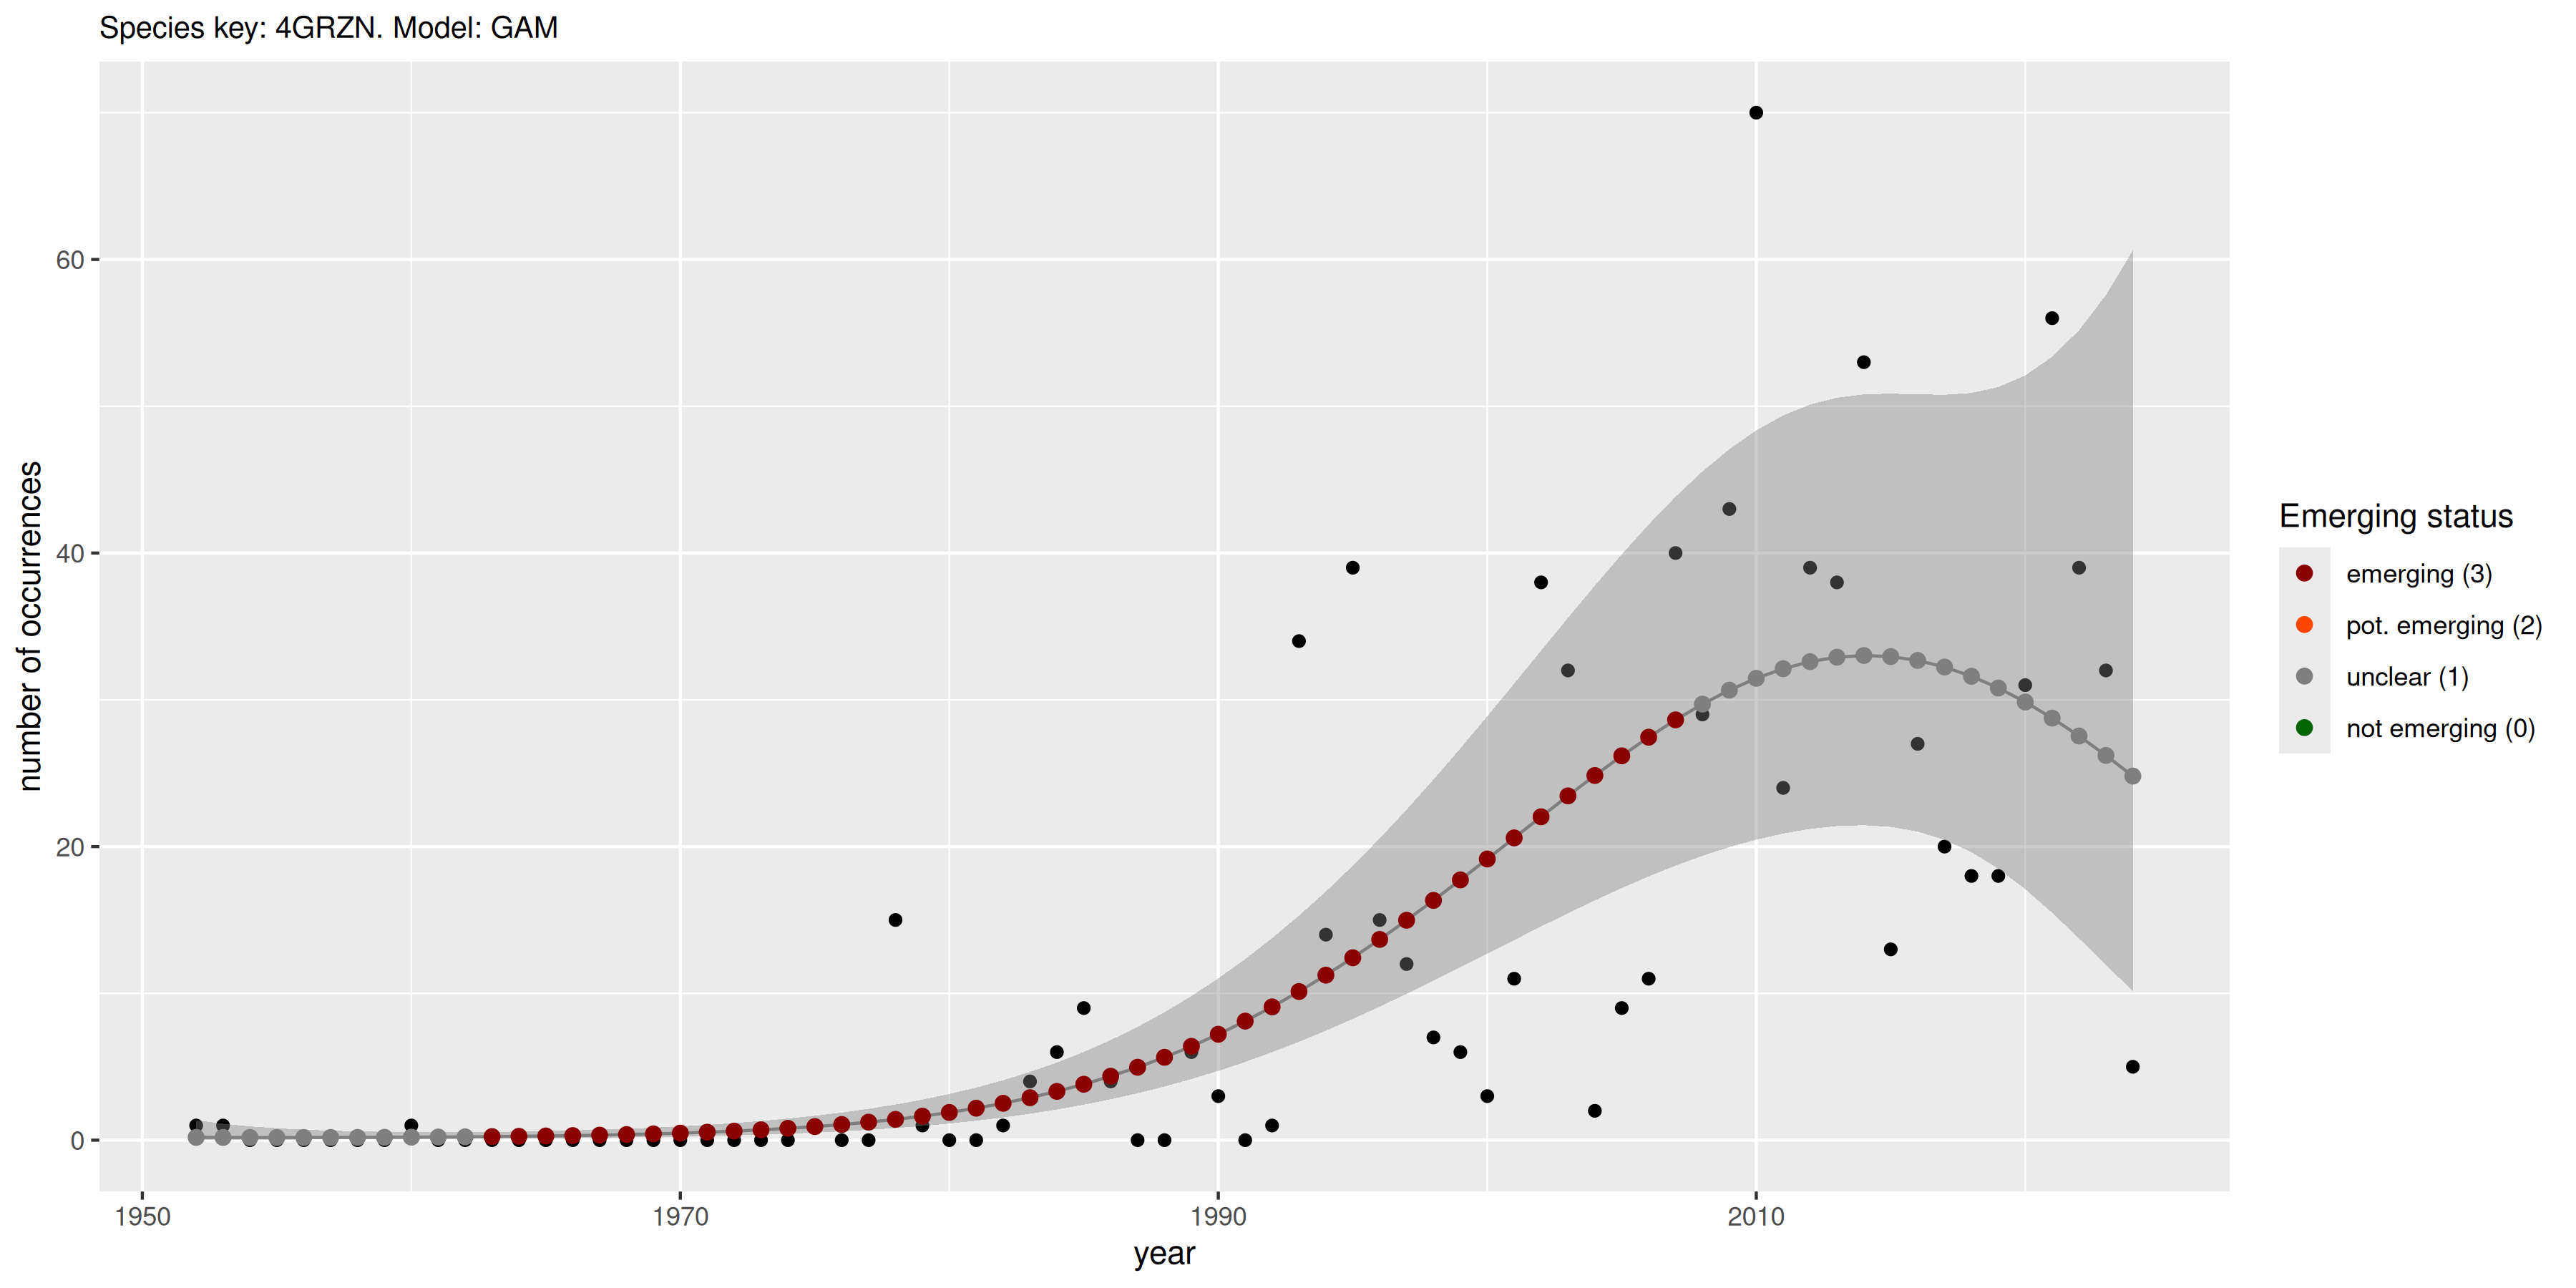 Species key: 4GRZN. Model: GAM
60
40
20
0
number of occurrences
1950
1970
1990
2010
year
Emerging status
emerging (3)
pot. emerging (2)
unclear (1)
not emerging (0)